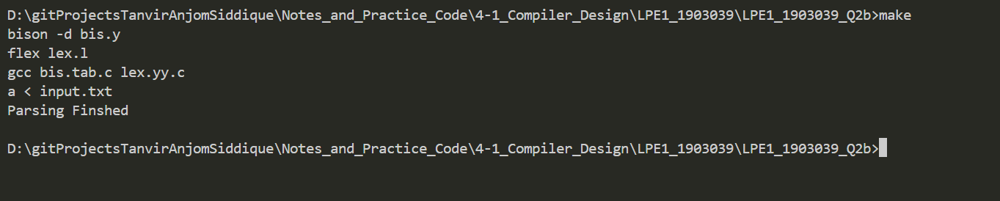 D:\gitProjectsTanvirAnjomSiddique\Notes_and_Practice_Code\4-1_Compiler_Design\LPE1_1903039\LPE1_1903039_Q2b>make
bison -d bis.y
flex lex.l
gcc bis.tab.c lex.yy.c
a < input.txt
Parsing Finshed
D:\gitProjectsTanvirAnjomSiddique\Notes_and_Practice_Code\4-1_Compiler_Design\LPE1_1903039\LPE1_1903039_Q2b>